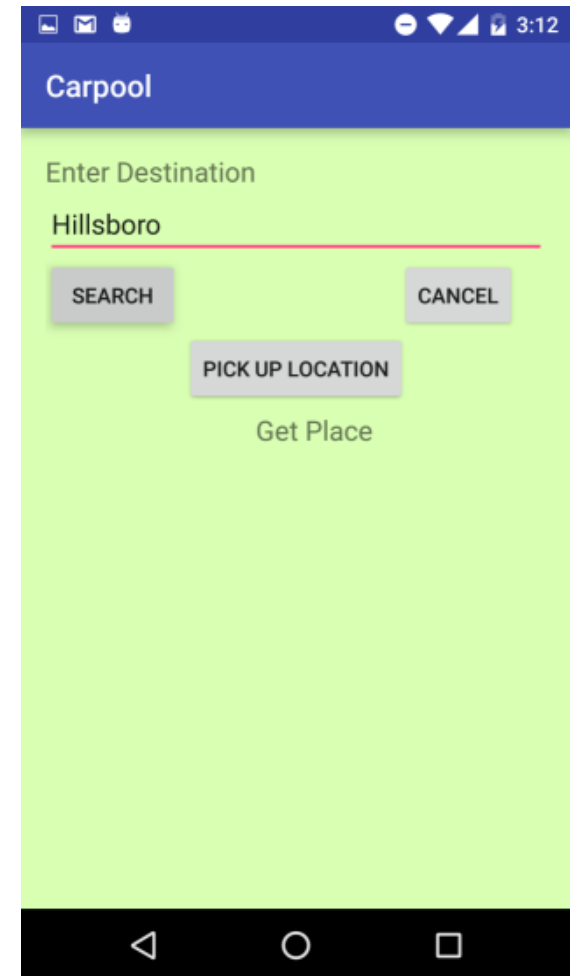 3:12
Carpool
Enter Destination
Hillsboro
SEARCH CANCEL
PICK UP LOCATION
Get Place